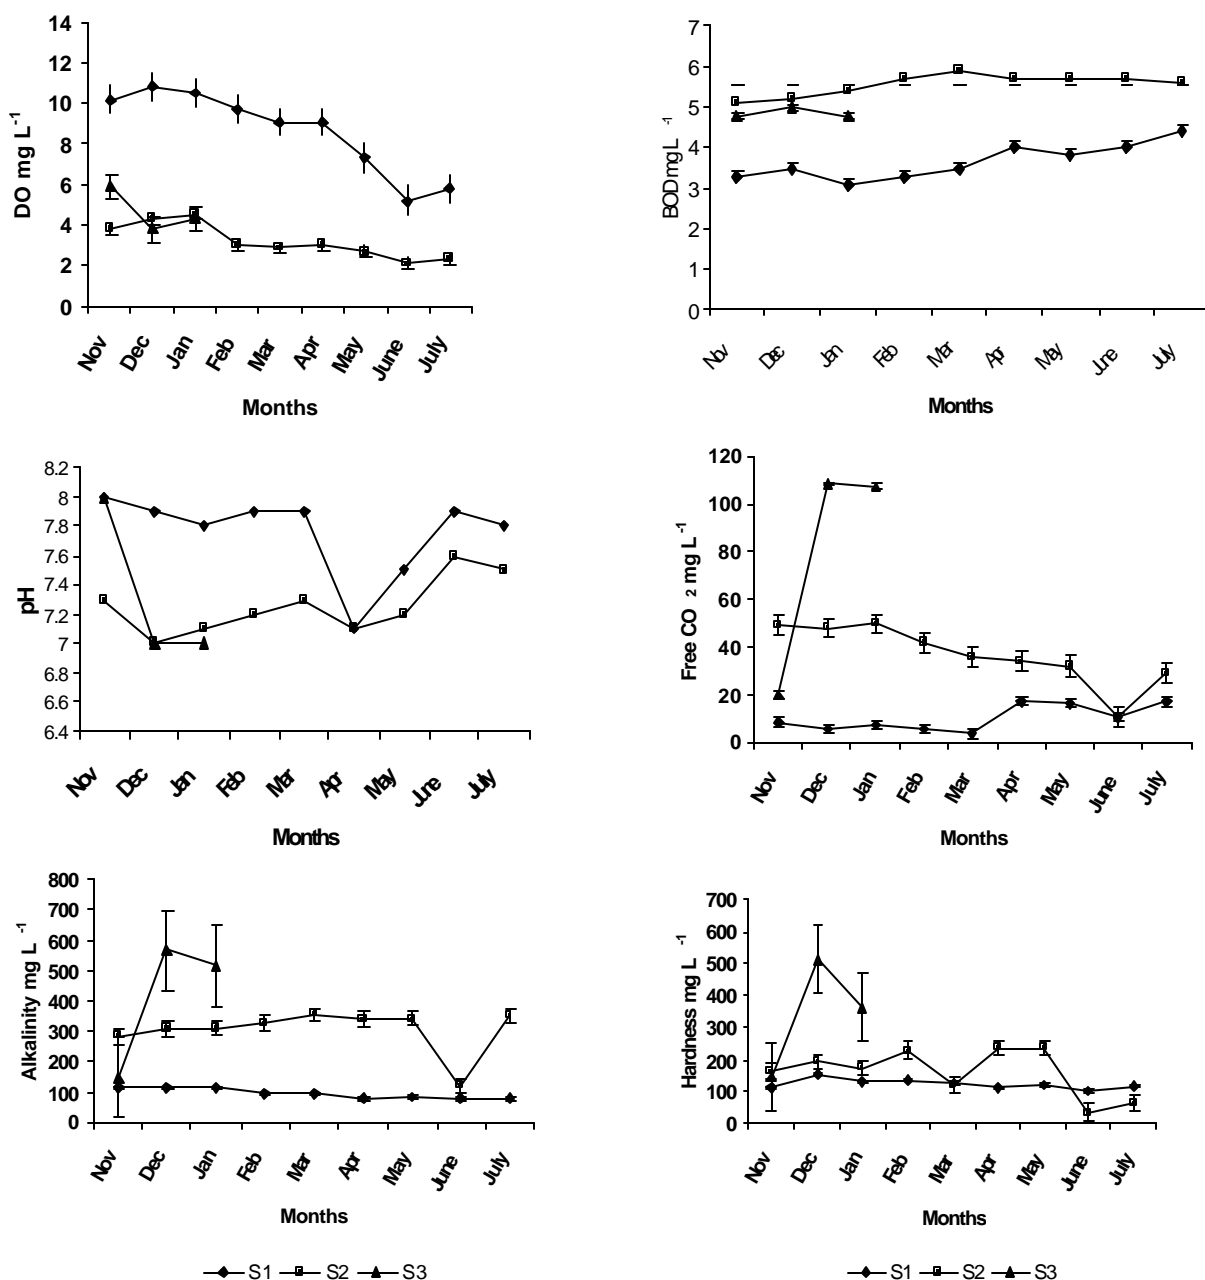 DO mg L-1
14
12
10
8
6
4
2
0
Nov Dec Jan Feb Mar Apr May June July
Months
BOD mg L-1
7
6
5
4
3
2
1
0
Nov Dec Jan Feb Mar Apr May June July
Months
pH
8.2
8
7.8
7.6
7.4
7.2
7
6.8
6.6
6.4
Nov Dec Jan Feb Mar Apr May June July
Months
Free CO 2 mg L-1
120
100
80
60
40
20
0
Nov Dec Jan Feb Mar Apr May June July
Months
Alkalinity mg L-1
800
700
600
500
400
300
200
100
0
Nov Dec Jan Feb Mar Apr May June July
Months
S1 S2 S3
Hardness mg L-1
700
600
500
400
300
200
100
0
Nov Dec Jan Feb Mar Apr May June July
Months
S1 S2 S3